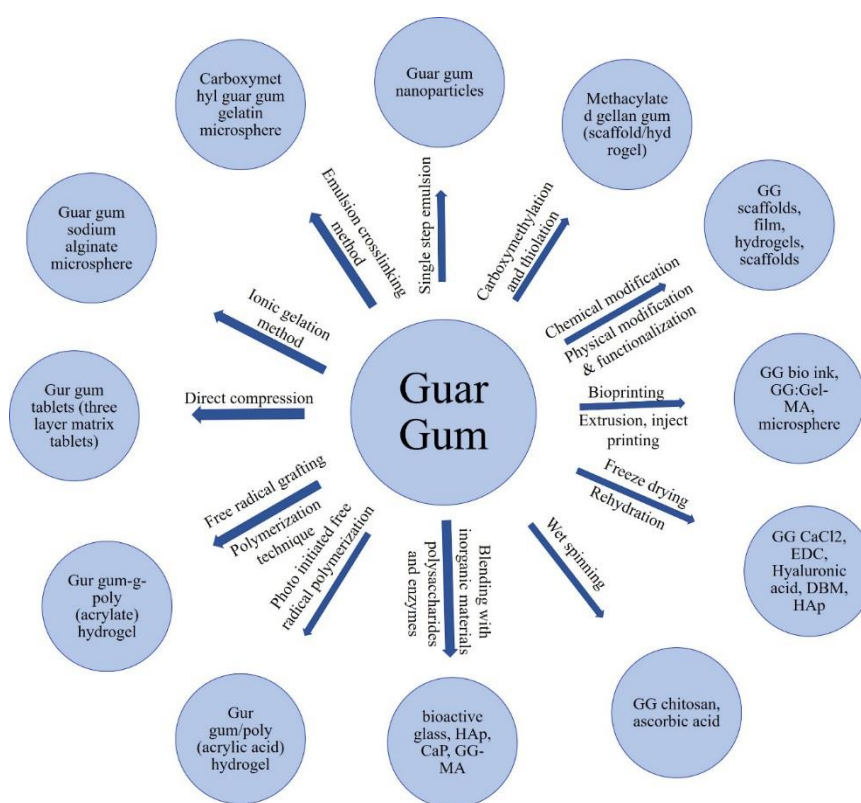 Guar gum
nanoparticles
Carboxymet
hyl guar gum
gelatin
microsphere
Methacylate
d gellan gum
(scaffold/hyd
rogel)
GG
scaffolds,
film,
hydrogels,
scaffolds
Guar gum
sodium
alginate
microsphere
Emulsion crosslinking
method
Single step emulsion
Carboxymethylation
and thiolation
Ionic gelation
method
Chemical modification
Physical modification
& functionalization
Gur gum
tablets (three
layer matrix
tablets)
Direct compression
Guar
Gum
Bioprinting
Extrusion, inject
printing
GG bio ink,
GG:Gel-
MA,
microsphere
Free radical grafting
Polymerization
technique
Photo initiated free
radical polymerization
Blending with
inorganic materials
polysaccharides
and enzymes
Wet spinning
Freeze drying
Rehydration
GG CaCl2,
EDC,
Hyaluronic
acid, DBM,
HAp
Gur gum-g-
poly
(acrylate)
hydrogel
Gur
gum/poly
(acrylic acid)
hydrogel
bioactive
glass, HAp,
CaP, GG-
MA
GG chitosan,
ascorbic acid